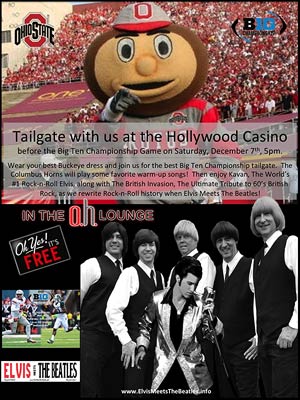 OHIO STATE
B1G
CHAMPIONSHIP
Tailgate with us at the Hollywood Casino
before the Big Ten Championship Game on Saturday, December 7th, 5pm.
Wear your best Buckeye dress and join us for the best Big Ten Championship tailgate. The
Columbus Horns will play some favorite warm-up songs! Then enjoy Kavan, The World's
#1 Rock-n-Roll Elvis, along with The British Invasion, The Ultimate Tribute to 60's British
Rock, as we rewrite Rock-n-Roll history when Elvis Meets The Beatles!
IN THE ah LOUNGE
Oh Yes! IT'S
FREE
B1G
ELVIS MEETS THE BEATLES
www.ElvisMeetsTheBeatles.info